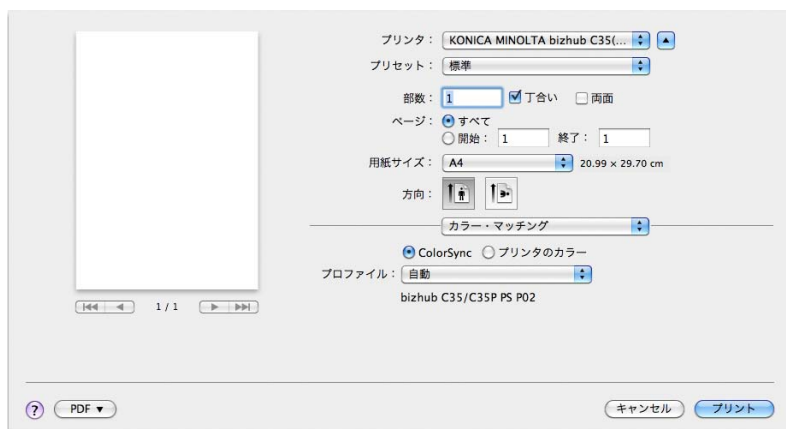 プリンタ： KONICA MINOLTA bizhub C35(...
プリセット： 標準
部数： 1 丁合い 両面
ページ： すべて
開始： 1 終了： 1
用紙サイズ： A4 20.99 x 29.70 cm
方向：
カラー・マッチング
ColorSync プリンタのカラー
プロファイル： 自動
bizhub C35/C35P PS P02
1 / 1
? PDF ▼ キャンセル プリント